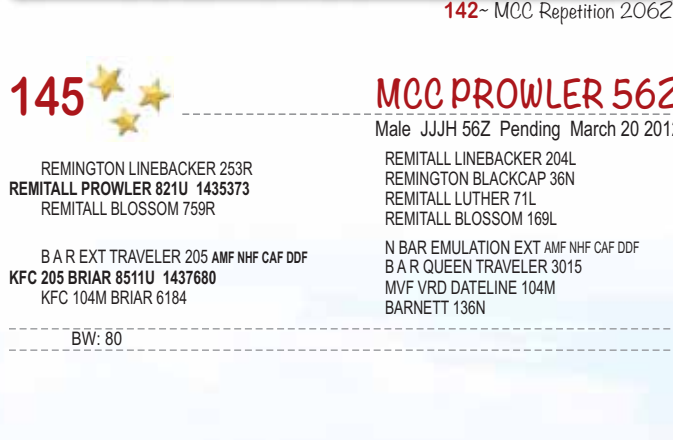 142~ MCC Repetition 206Z
145
MCC PROWLER 56Z
Male JJJH 56Z Pending March 20 201
REMINGTON LINEBACKER 253R
REMITALL PROWLER 821U 1435373
REMITALL BLOSSOM 759R
REMITALL LINEBACKER 204L
REMINGTON BLACKCAP 36N
REMITALL LUTHER 71L
REMITALL BLOSSOM 169L
B A R EXT TRAVELER 205 AMF NHF CAF DDF
KFC 205 BRIAR 8511U 1437680
KFC 104M BRIAR 6184
N BAR EMULATION EXT AMF NHF CAF DDF
B A R QUEEN TRAVELER 3015
MVF VRD DATELINE 104M
BARNETT 136N
BW: 80